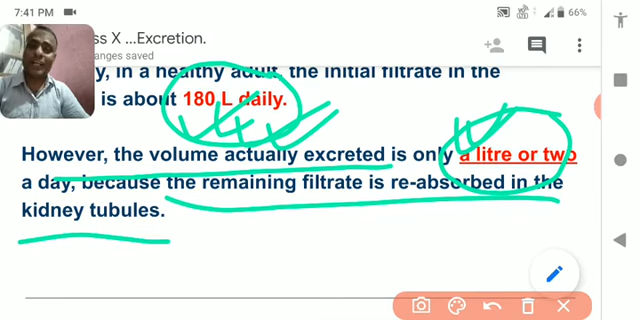 7:41 PM
66%
ss X ...Excretion.
anges saved
y, in a healthy adult, the initial filtrate in the
is about 180 L daily.
However, the volume actually excreted is only a litre or two
a day, because the remaining filtrate is re-absorbed in the
kidney tubules.